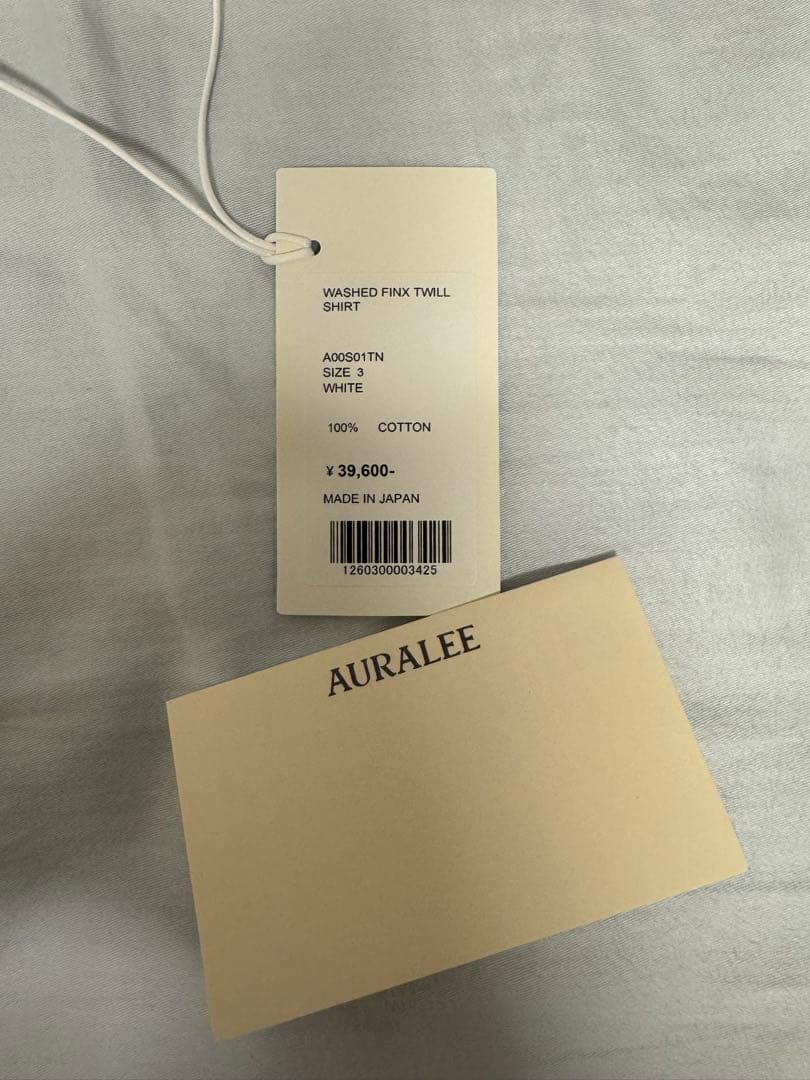 WASHED FINX TWILL
SHIRT
A00S01TN
SIZE 3
WHITE
100% COTTON
¥ 39,600-
MADE IN JAPAN
1260300003425
AURALEE